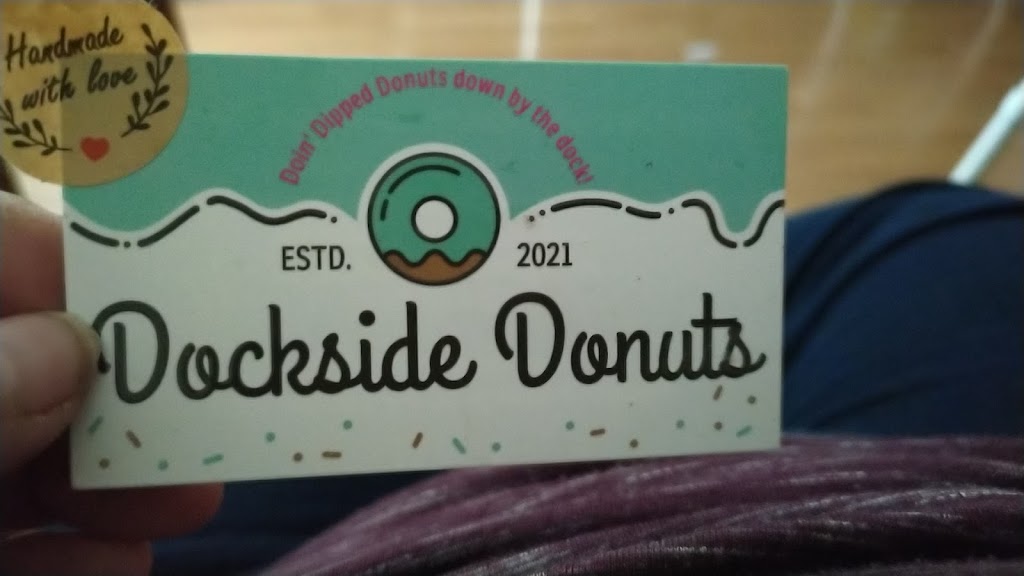 Handmade
with love
Doin' Dipped Donuts down by the dock!
ESTD. 2021
Dockside Donuts